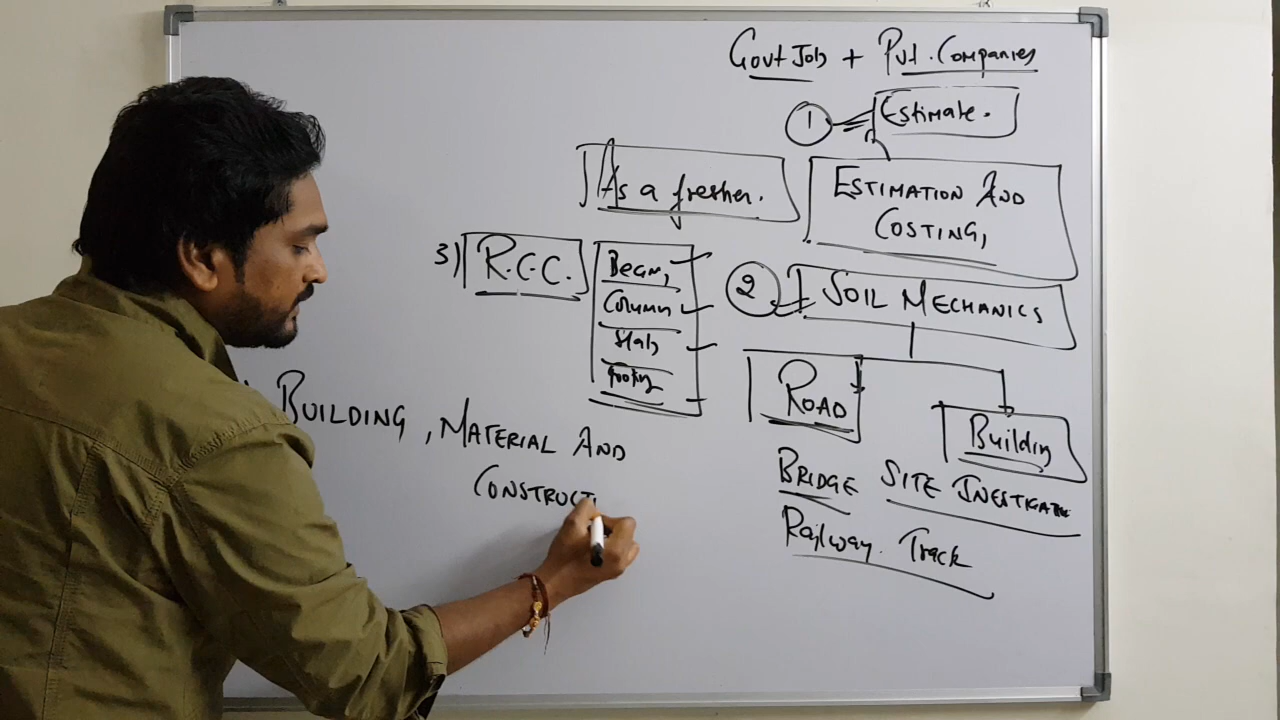 Govt Job + Pvt. Companies
1 Estimate.
As a fresher.
ESTIMATION AND
COSTING,
3) R.C.C.
Beam,
Column
Slab
footing
2 SOIL MECHANICS
ROAD
Building
BRIDGE SITE INESTIGATN
Railway. Track
BUILDING, MATERIAL AND
CONSTRUCT